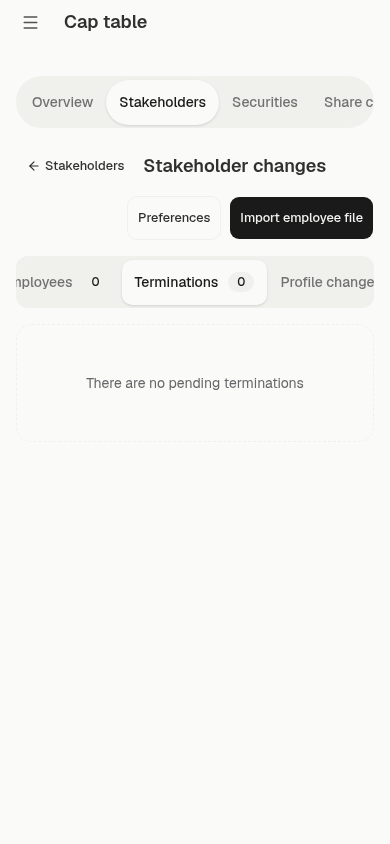 Cap table
Overview Stakeholders Securities Share c
Stakeholders Stakeholder changes
Preferences Import employee file
nployees 0 Terminations 0 Profile change
There are no pending terminations